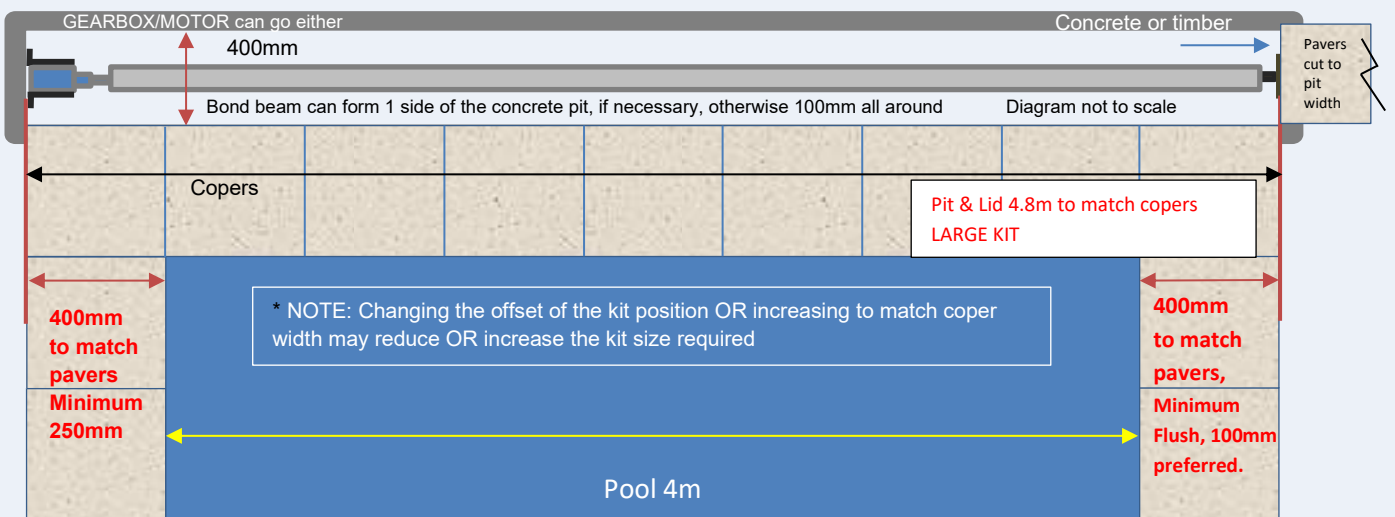 GEARBOX/MOTOR can go either
Concrete or timber
400mm
Pavers
cut to
pit
width
Bond beam can form 1 side of the concrete pit, if necessary, otherwise 100mm all around
Diagram not to scale
Copers
Pit & Lid 4.8m to match copers
LARGE KIT
400mm
to match
pavers
Minimum
250mm
* NOTE: Changing the offset of the kit position OR increasing to match coper
width may reduce OR increase the kit size required
400mm
to match
pavers,
Minimum
Flush, 100mm
preferred.
Pool 4m